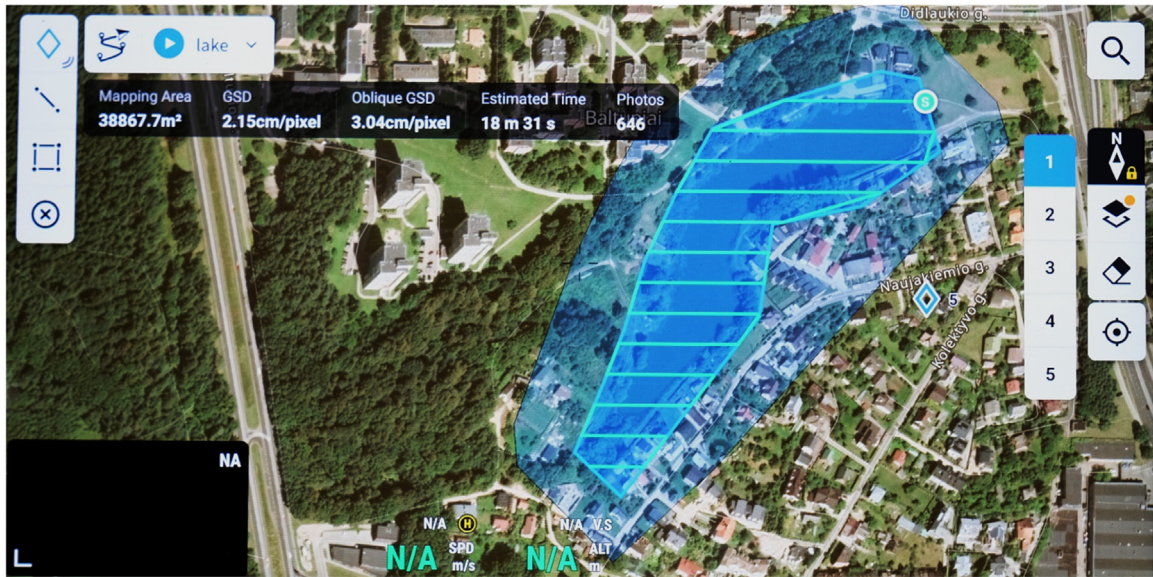 Didlaukio g.
lake
Mapping Area
38867.7m²
GSD
2.15cm/pixel
Oblique GSD
3.04cm/pixel
Estimated Time
18 m 31 s
Photos
646
N
1
2
3
4
5
Naujakiemio g.
5
Kolektyvo g.
S
NA
L
N/A
H
N/A V.S
N/A
SPD
m/s
N/A
ALT
m